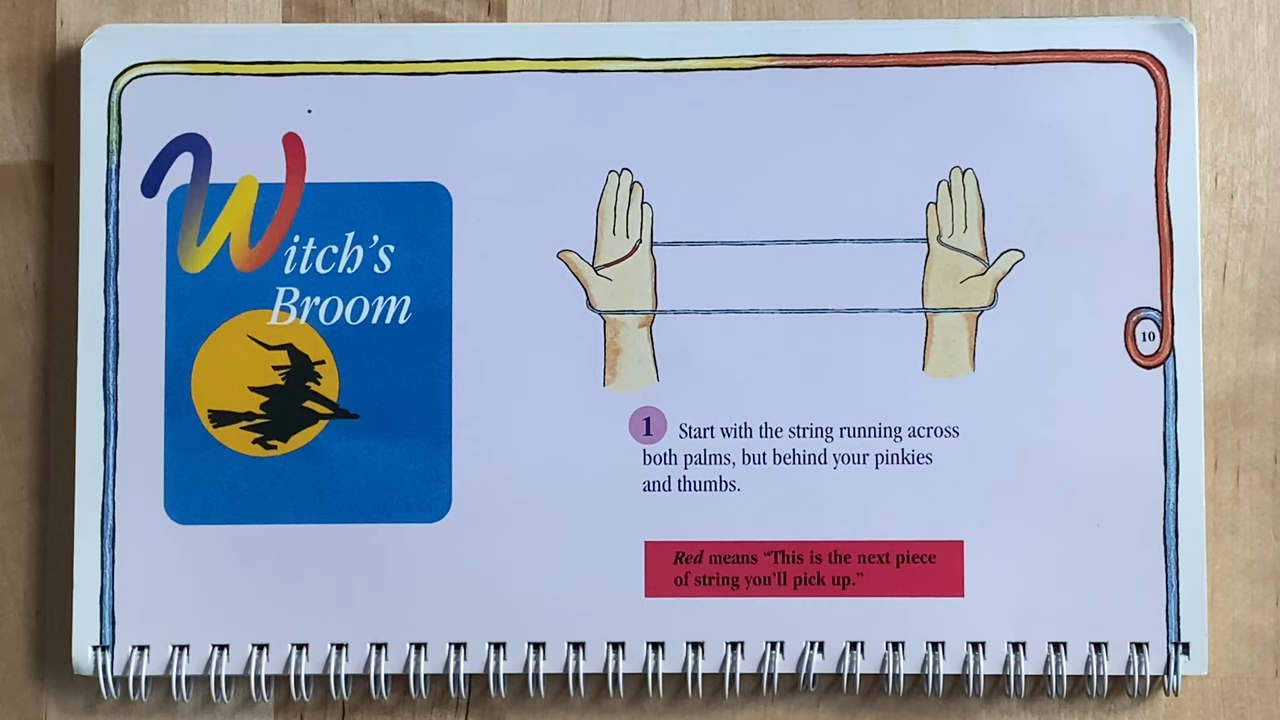 Witch's
Broom
10
1 Start with the string running across
both palms, but behind your pinkies
and thumbs.
Red means “This is the next piece
of string you'll pick up.”